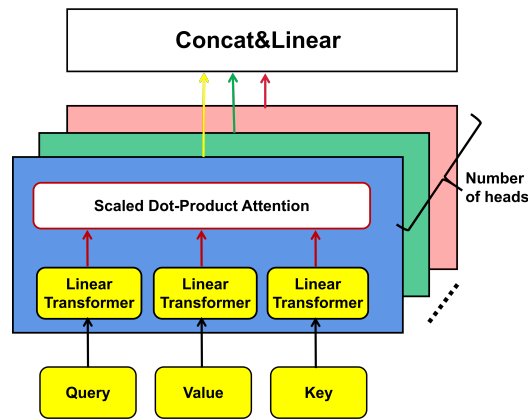 Concat&Linear
Number
of heads
Scaled Dot-Product Attention
Linear
Transformer
Linear
Transformer
Linear
Transformer
Query
Value
Key